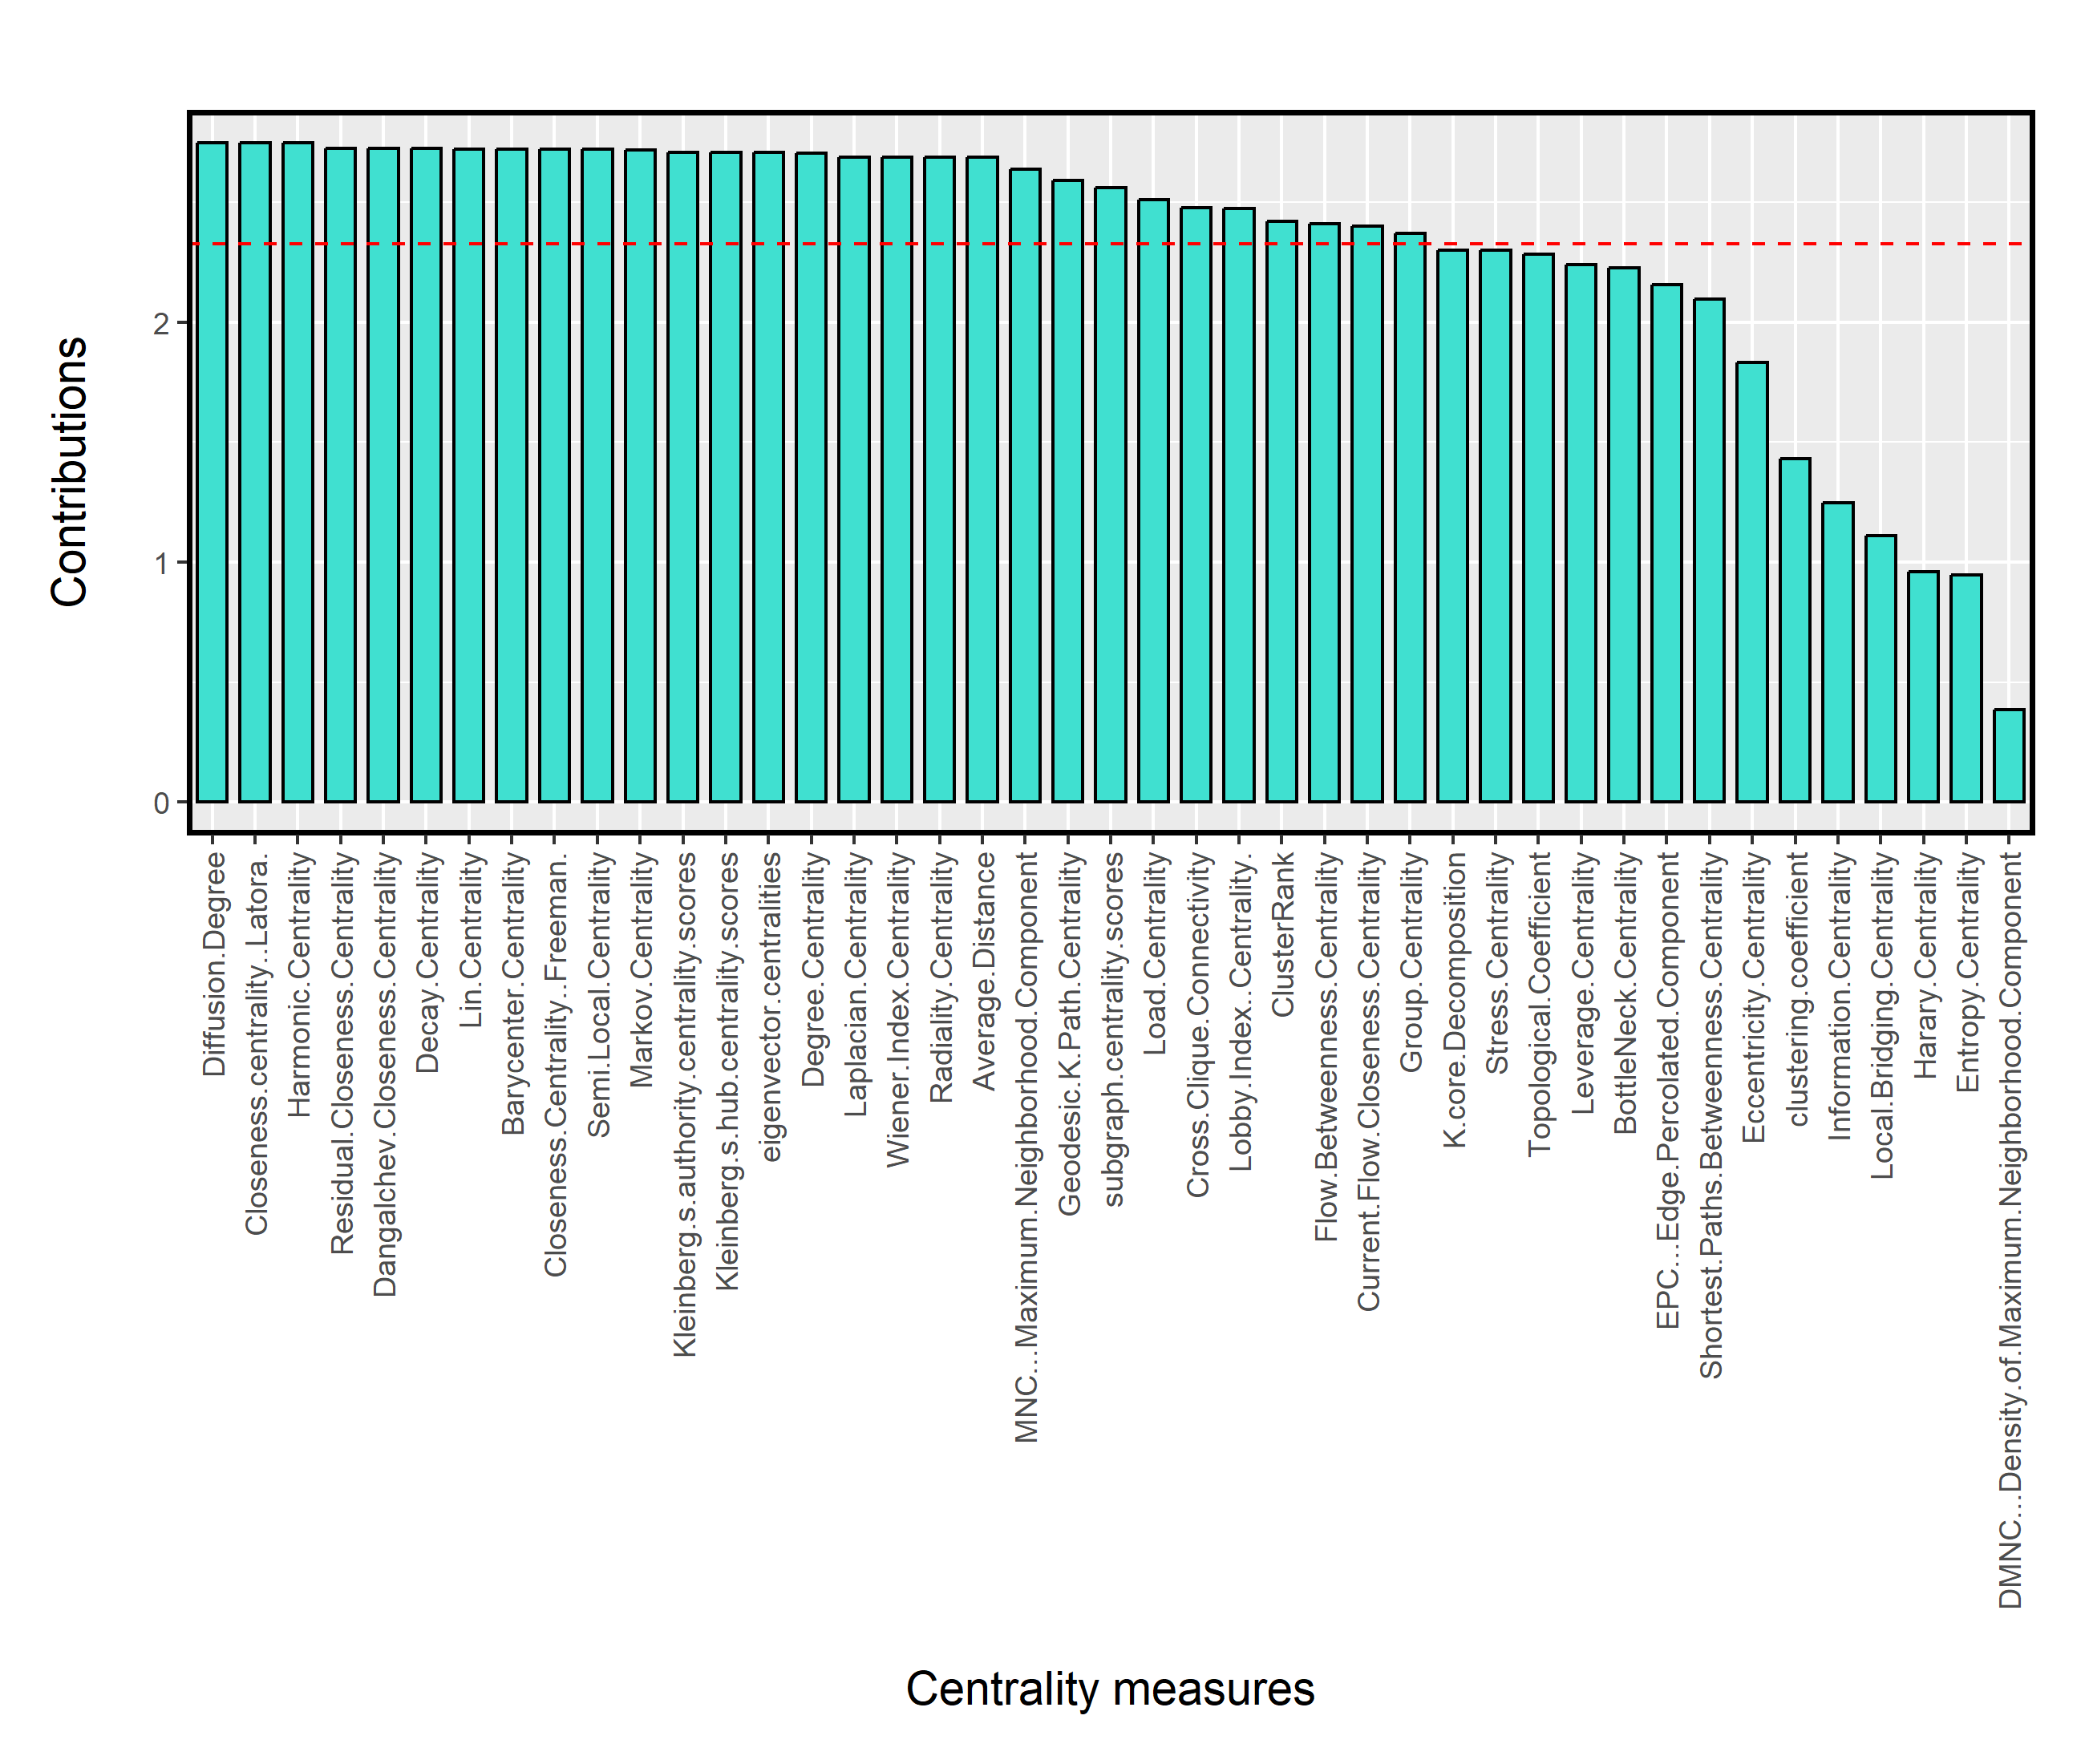 Contributions
2
1
0
Diffusion.Degree
Closeness.centrality..Latora.
Harmonic.Centrality
Residual.Closeness.Centrality
Dangalchev.Closeness.Centrality
Decay.Centrality
Lin.Centrality
Barycenter.Centrality
Closeness.Centrality..Freeman.
Semi.Local.Centrality
Markov.Centrality
Kleinberg.s.authority.centrality.scores
Kleinberg.s.hub.centrality.scores
eigenvector.centralities
Degree.Centrality
Laplacian.Centrality
Wiener.Index.Centrality
Radiality.Centrality
Average.Distance
MNC...Maximum.Neighborhood.Component
Geodesic.K.Path.Centrality
subgraph.centrality.scores
Load.Centrality
Cross.Clique.Connectivity
Lobby.Index..Centrality.
ClusterRank
Flow.Betweenness.Centrality
Current.Flow.Closeness.Centrality
Group.Centrality
K.core.Decomposition
Stress.Centrality
Topological.Coefficient
Leverage.Centrality
BottleNeck.Centrality
EPC...Edge.Percolated.Component
Shortest.Paths.Betweenness.Centrality
Eccentricity.Centrality
clustering.coefficient
Information.Centrality
Local.Bridging.Centrality
Harary.Centrality
Entropy.Centrality
DMNC...Density.of.Maximum.Neighborhood.Component
Centrality measures